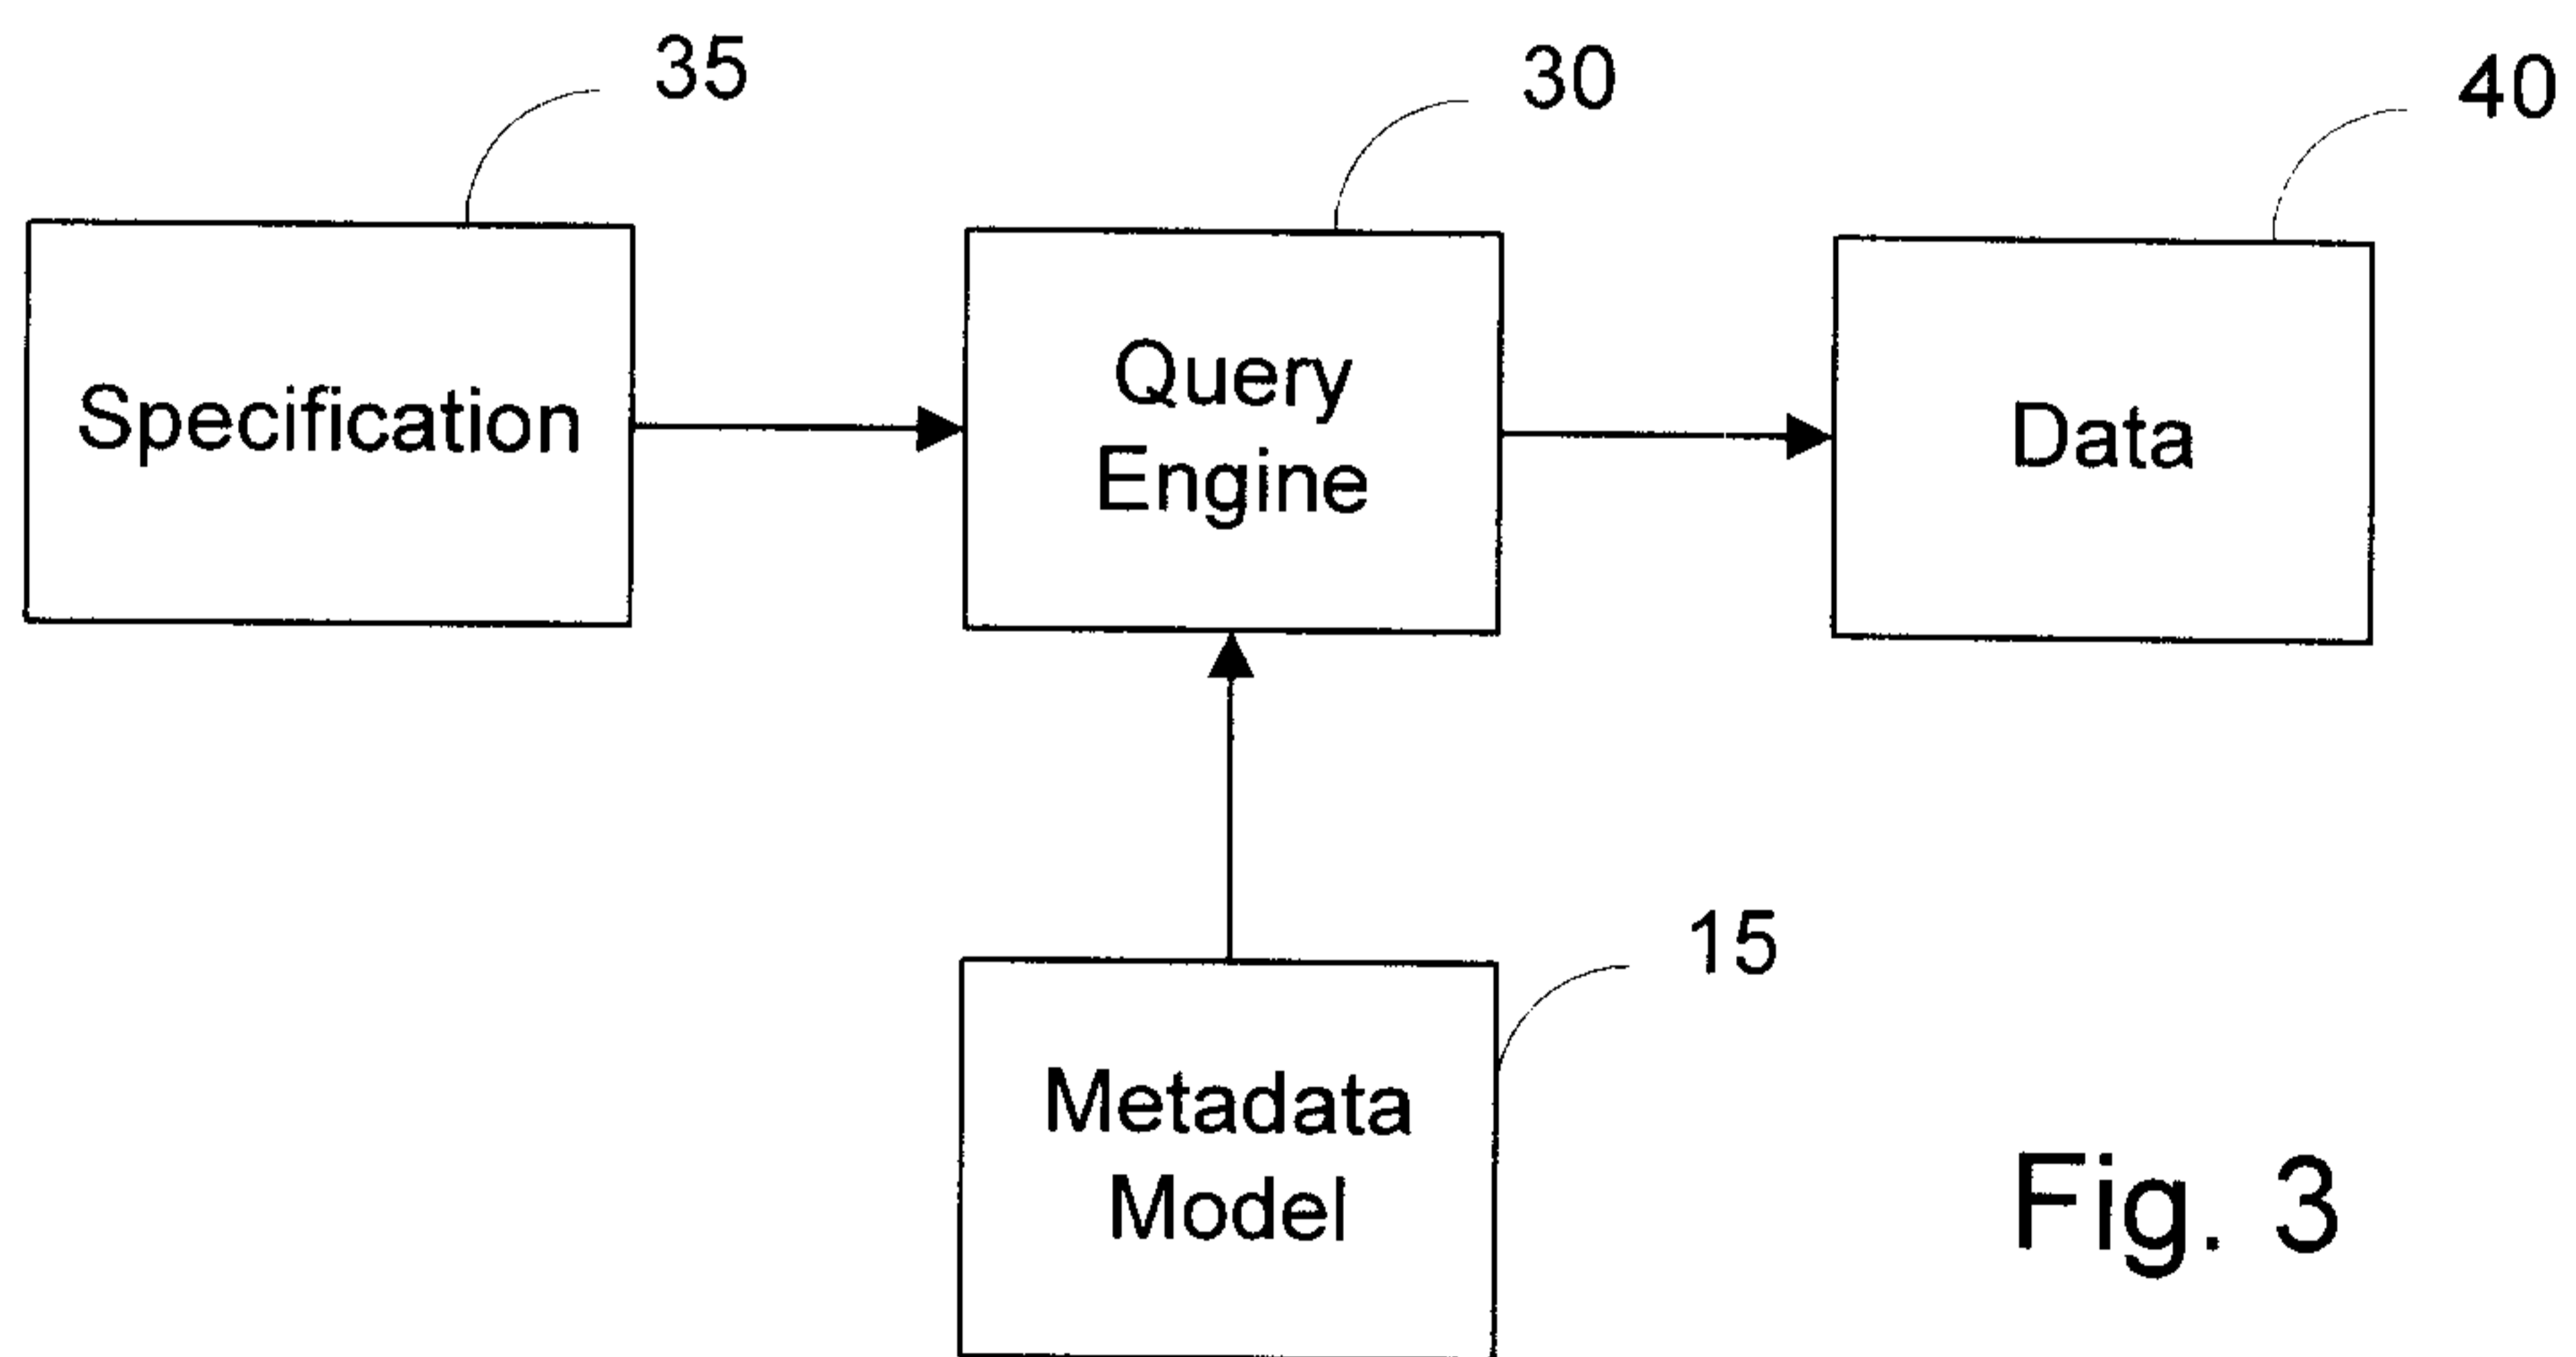 35
30
40
Specification
Query
Engine
Data
15
Metadata
Model
Fig. 3